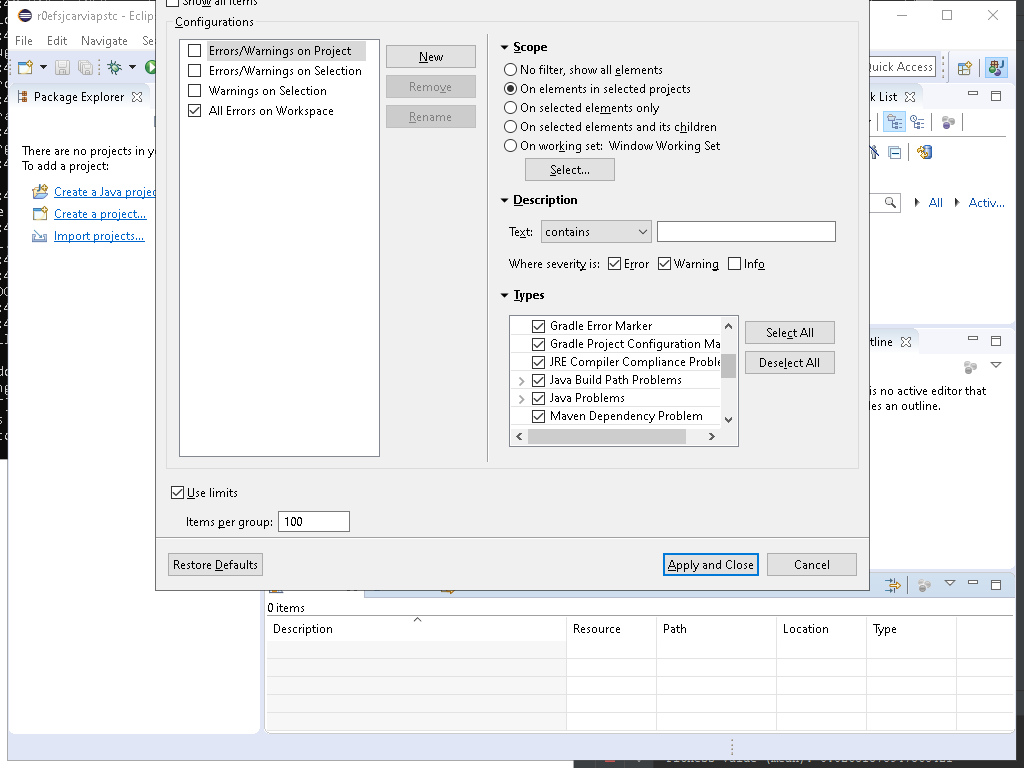 Show all items
r0efsjcarviapstc - Eclip
Configurations
File Edit Navigate Se
Errors/Warnings on Project
Errors/Warnings on Selection
Warnings on Selection
All Errors on Workspace
New
Remove
Rename
Scope
No filter, show all elements
On elements in selected projects
On selected elements only
On selected elements and its children
On working set: Window Working Set
Select...
Quick Access
Package Explorer
k List
There are no projects in y
To add a project:
Create a Java projec
Create a project...
Import projects...
All Activ...
Description
Text: contains
Where severity is: Error Warning Info
Types
Gradle Error Marker
Gradle Project Configuration Ma
JRE Compiler Compliance Proble
Java Build Path Problems
Java Problems
Maven Dependency Problem
Select All
Deselect All
tline
is no active editor that
des an outline.
Use limits
Items per group: 100
Restore Defaults
Apply and Close
Cancel
0 items
Description Resource Path Location Type